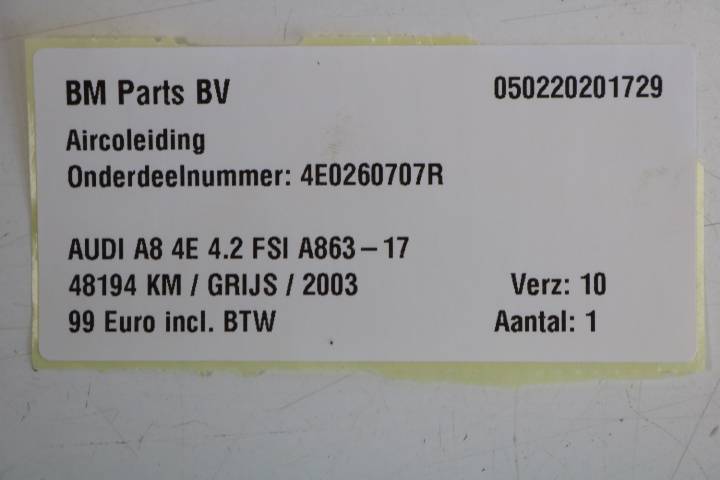 BM Parts BV 050220201729
Aircoleiding
Onderdeelnummer: 4E0260707R
AUDI A8 4E 4.2 FSI A863-17
48194 KM / GRIJS / 2003 Verz: 10
99 Euro incl. BTW Aantal: 1